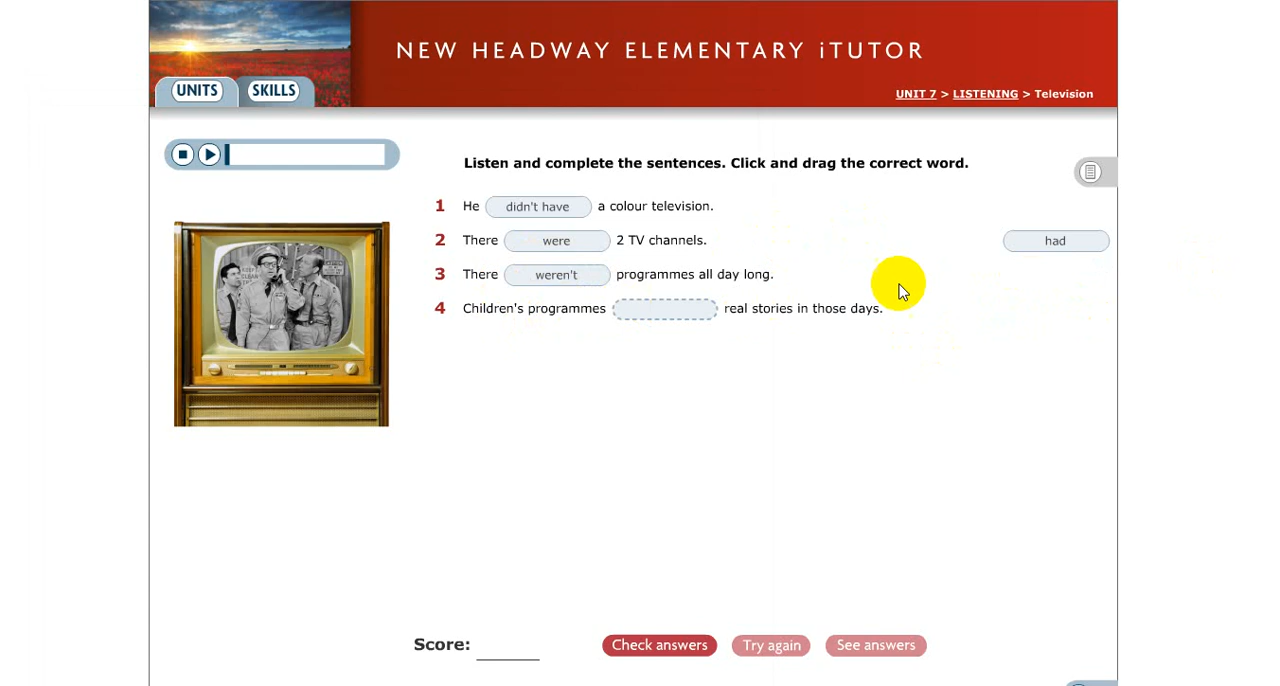 NEW HEADWAY ELEMENTARY iTUTOR
UNITS SKILLS
UNIT 7 > LISTENING > Television
Listen and complete the sentences. Click and drag the correct word.
1 He didn't have a colour television.
2 There were 2 TV channels.
had
3 There weren't programmes all day long.
4 Children's programmes real stories in those days.
Score: Check answers Try again See answers